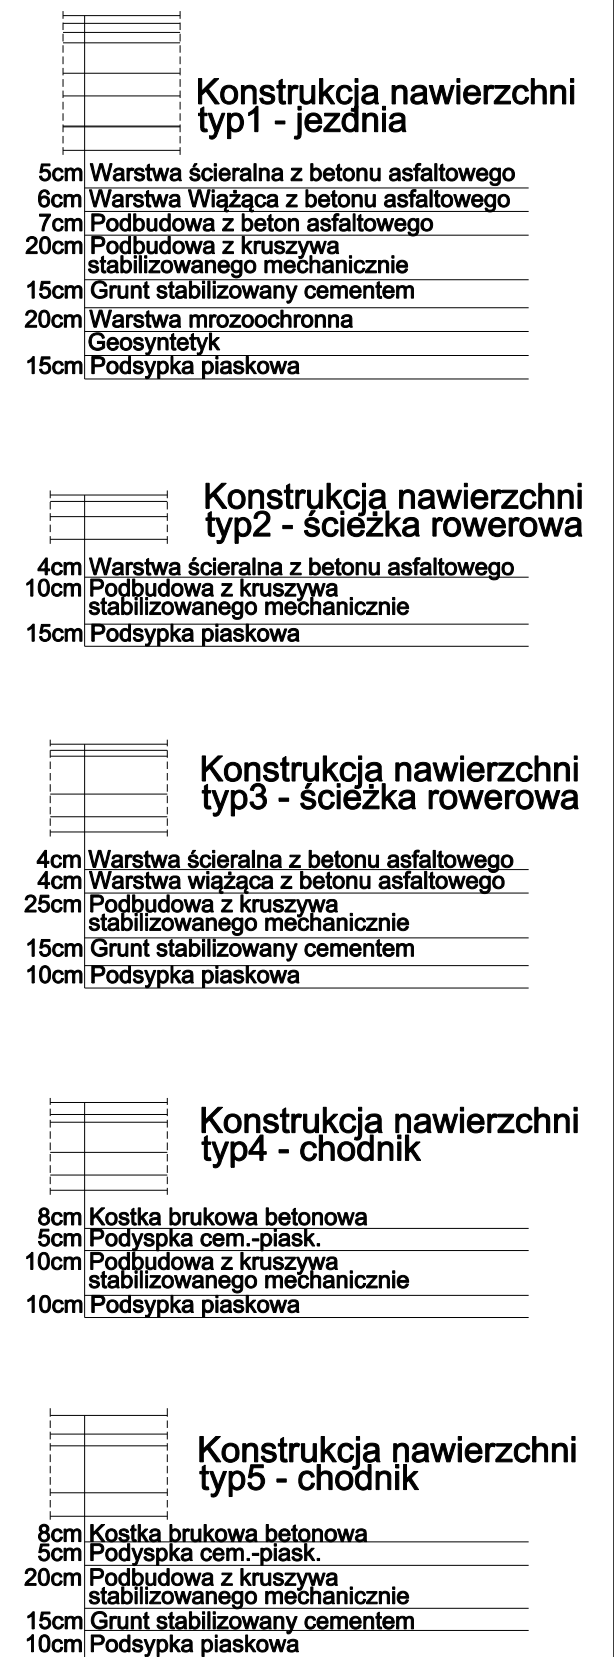 Konstrukcja nawierzchni
typ1 - jezdnia
5cm Warstwa ścieralna z betonu asfaltowego
6cm Warstwa Wiążąca z betonu asfaltowego
7cm Podbudowa z beton asfaltowego
20cm Podbudowa z kruszywa
stabilizowanego mechanicznie
15cm Grunt stabilizowany cementem
20cm Warstwa mrozoochronna
Geosyntetyk
15cm Podsypka piaskowa
Konstrukcja nawierzchni
typ2 - ścieżka rowerowa
4cm Warstwa ścieralna z betonu asfaltowego
10cm Podbudowa z kruszywa
stabilizowanego mechanicznie
15cm Podsypka piaskowa
Konstrukcja nawierzchni
typ3 - ścieżka rowerowa
4cm Warstwa ścieralna z betonu asfaltowego
4cm Warstwa wiążąca z betonu asfaltowego
25cm Podbudowa z kruszywa
stabilizowanego mechanicznie
15cm Grunt stabilizowany cementem
10cm Podsypka piaskowa
Konstrukcja nawierzchni
typ4 - chodnik
8cm Kostka brukowa betonowa
5cm Podyspka cem.-piask.
10cm Podbudowa z kruszywa
stabilizowanego mechanicznie
10cm Podsypka piaskowa
Konstrukcja nawierzchni
typ5 - chodnik
8cm Kostka brukowa betonowa
5cm Podyspka cem.-piask.
20cm Podbudowa z kruszywa
stabilizowanego mechanicznie
15cm Grunt stabilizowany cementem
10cm Podsypka piaskowa